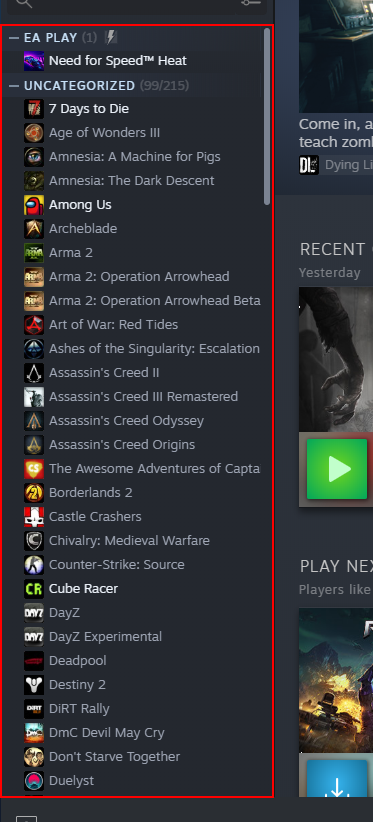 EA PLAY (1)
Need for Speed™ Heat
UNCATEGORIZED (99/215)
7 Days to Die
Age of Wonders III
Amnesia: A Machine for Pigs
Amnesia: The Dark Descent
Among Us
Archeblade
Arma 2
Arma 2: Operation Arrowhead
Arma 2: Operation Arrowhead Beta
Art of War: Red Tides
Ashes of the Singularity: Escalation
Assassin's Creed II
Assassin's Creed III Remastered
Assassin's Creed Odyssey
Assassin's Creed Origins
The Awesome Adventures of Capta
Borderlands 2
Castle Crashers
Chivalry: Medieval Warfare
Counter-Strike: Source
CR Cube Racer
DAYZ DayZ
DAYZ DayZ Experimental
Deadpool
Destiny 2
DiRT Rally
DmC Devil May Cry
Don't Starve Together
Duelyst
Come in, a
teach zom
DL Dying Li
RECENT
Yesterday
PLAY NEX
Players like